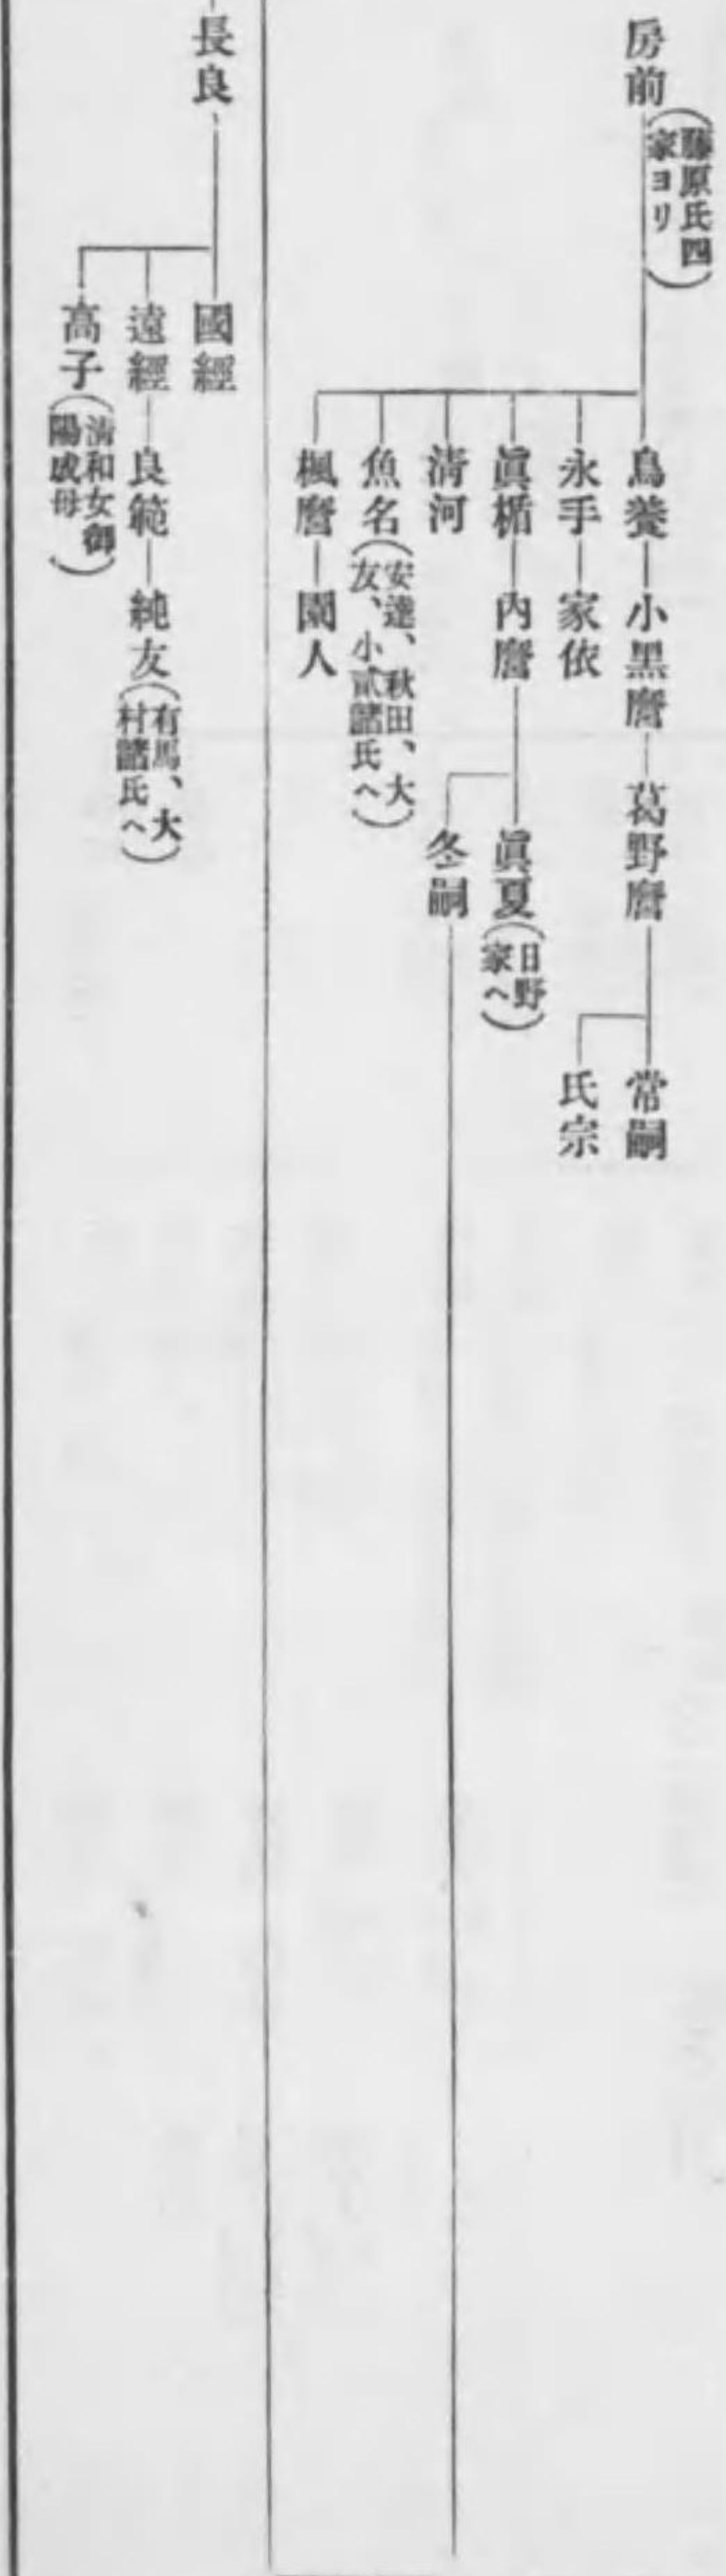 房前(藤原氏四家ヨリ)
鳥養―小黒麿―葛野麿
常嗣
氏宗
永手―家依
眞楯―内麿
眞夏(日野家ヘ)
冬嗣
清河
魚名(安達、秋田、大友、小貳諸氏ヘ)
楓麿―園人
長良
國經
遠經―良範―純友(有馬、大村諸氏ヘ)
高子(清和女御陽成母)